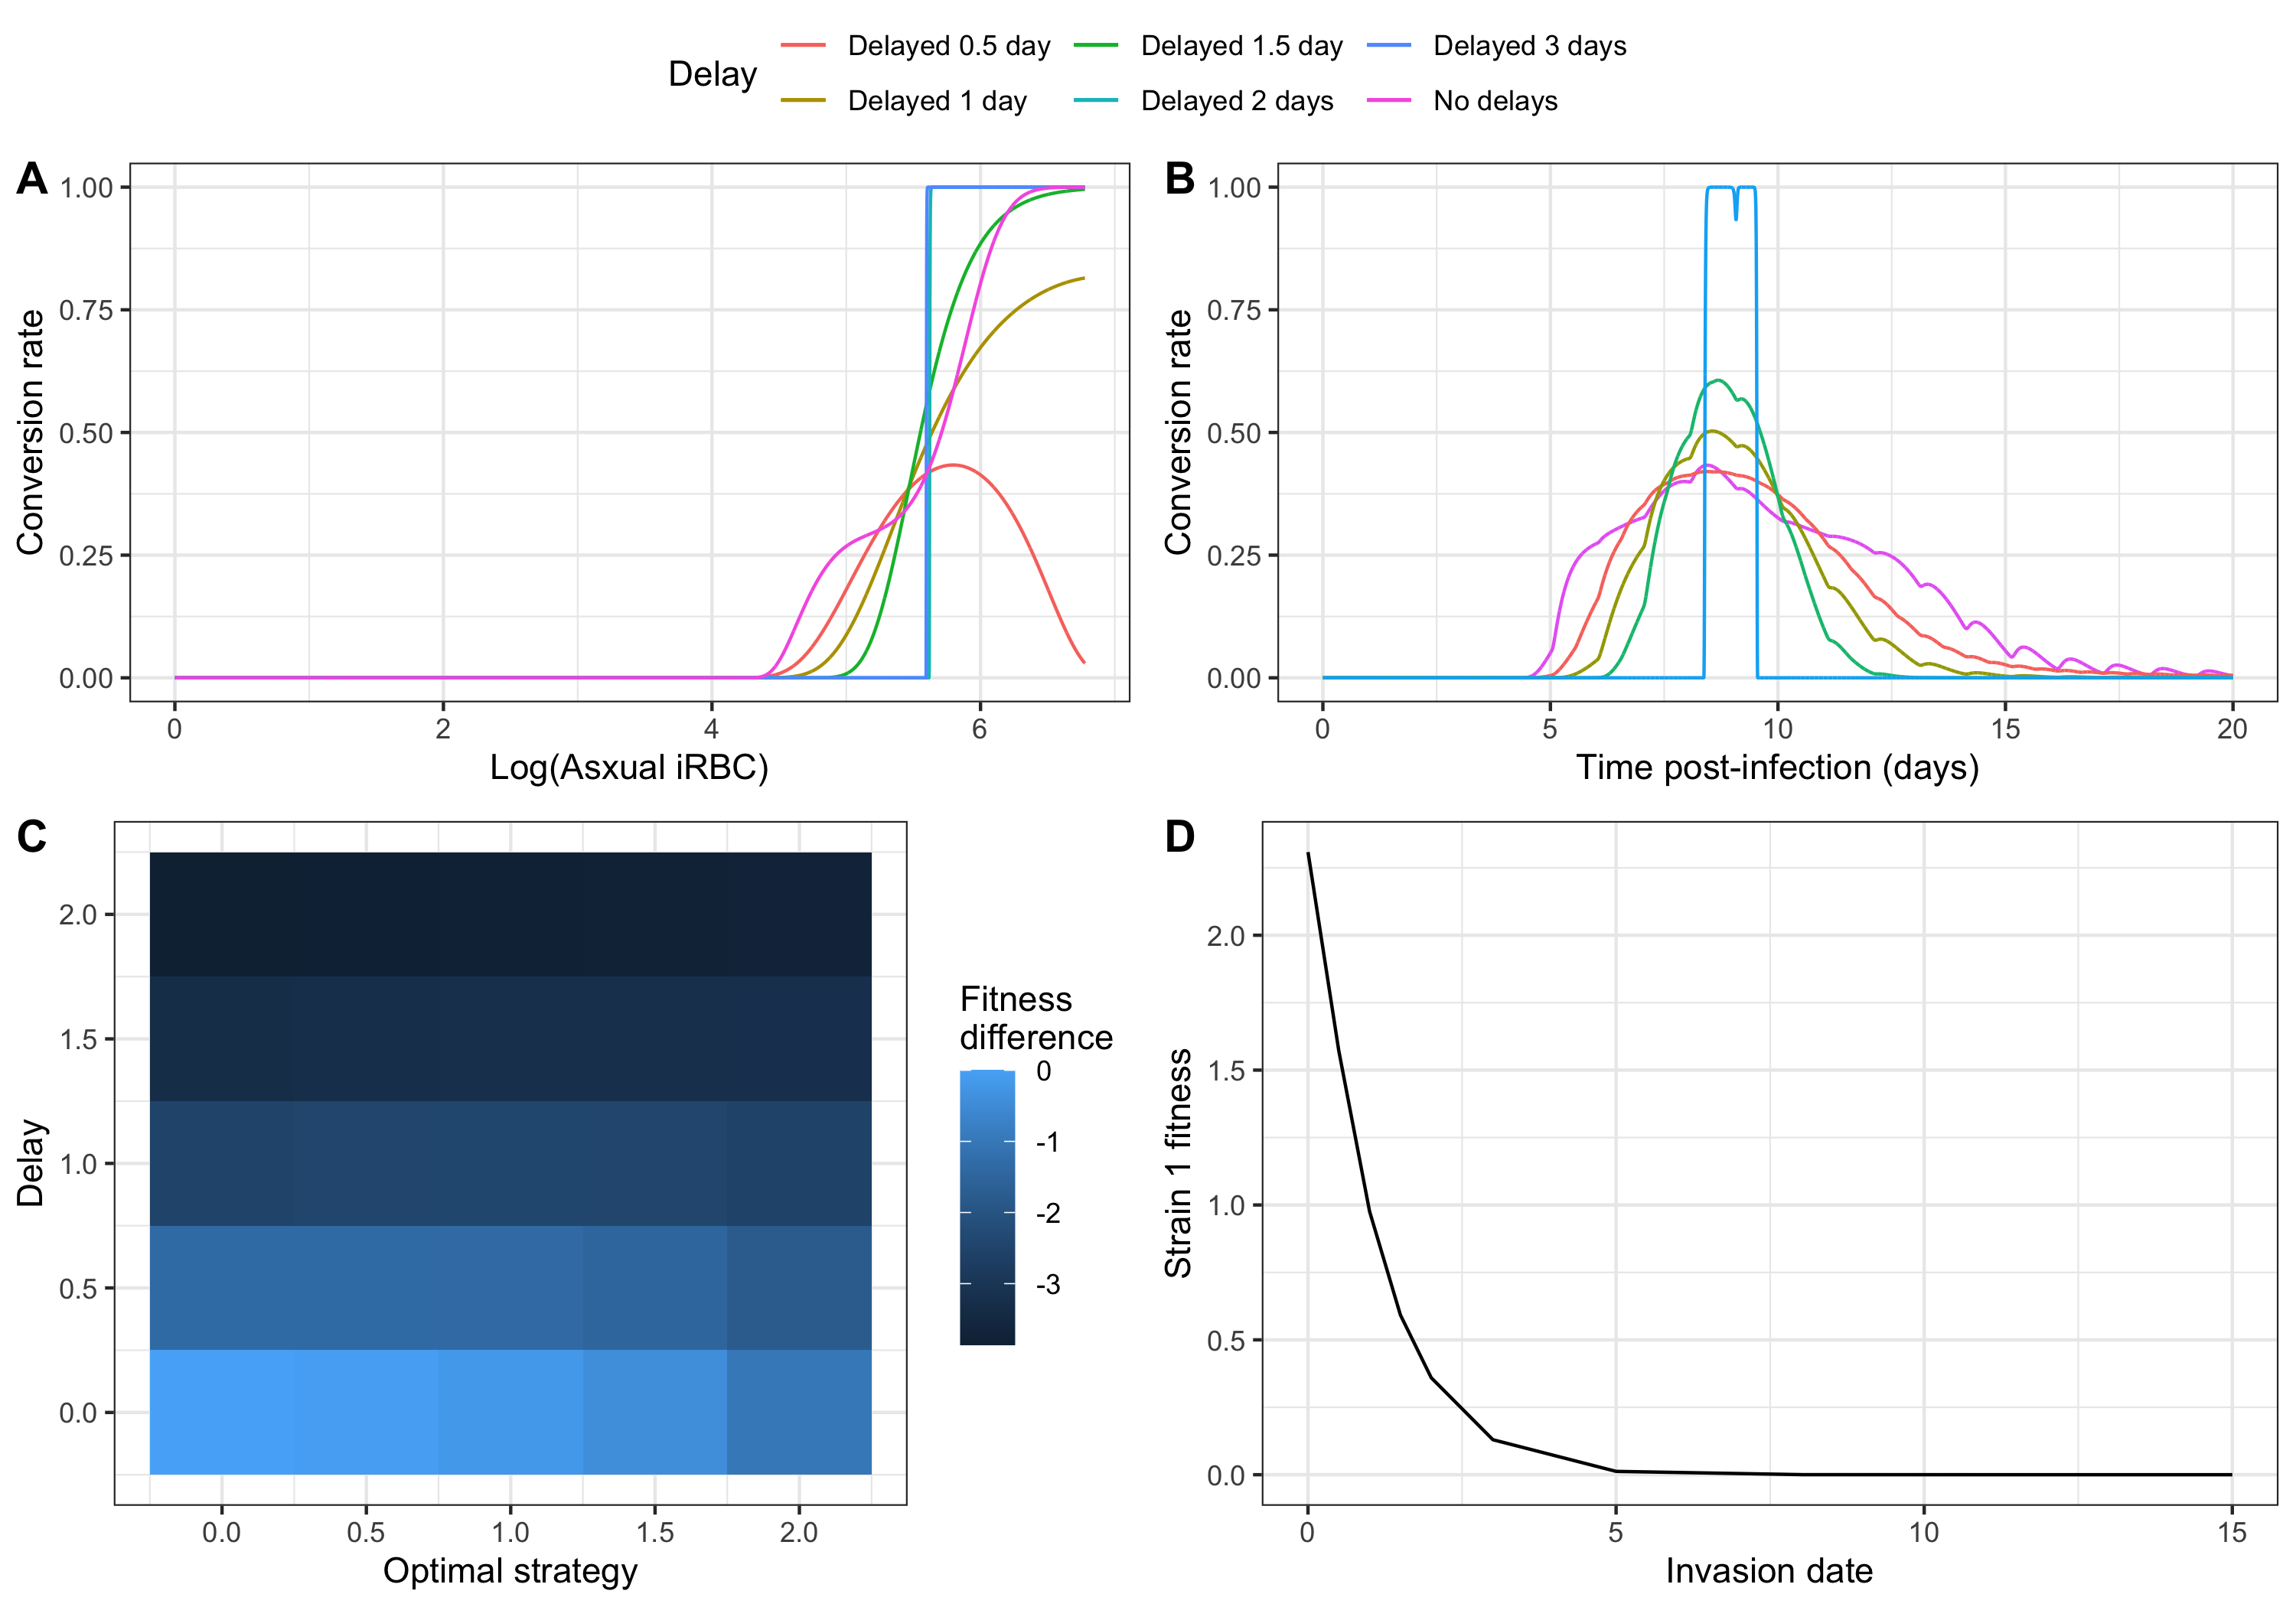 Delay
Delayed 0.5 day
Delayed 1.5 day
Delayed 3 days
Delayed 1 day
Delayed 2 days
No delays
A
1.00
0.75
0.50
0.25
0.00
Conversion rate
0
2
4
6
Log(Asxual iRBC)
B
1.00
0.75
0.50
0.25
0.00
Conversion rate
0
5
10
15
20
Time post-infection (days)
C
2.0
1.5
1.0
0.5
0.0
Delay
0.0
0.5
1.0
1.5
2.0
Optimal strategy
Fitness
difference
0
-1
-2
-3
D
2.0
1.5
1.0
0.5
0.0
Strain 1 fitness
0
5
10
15
Invasion date